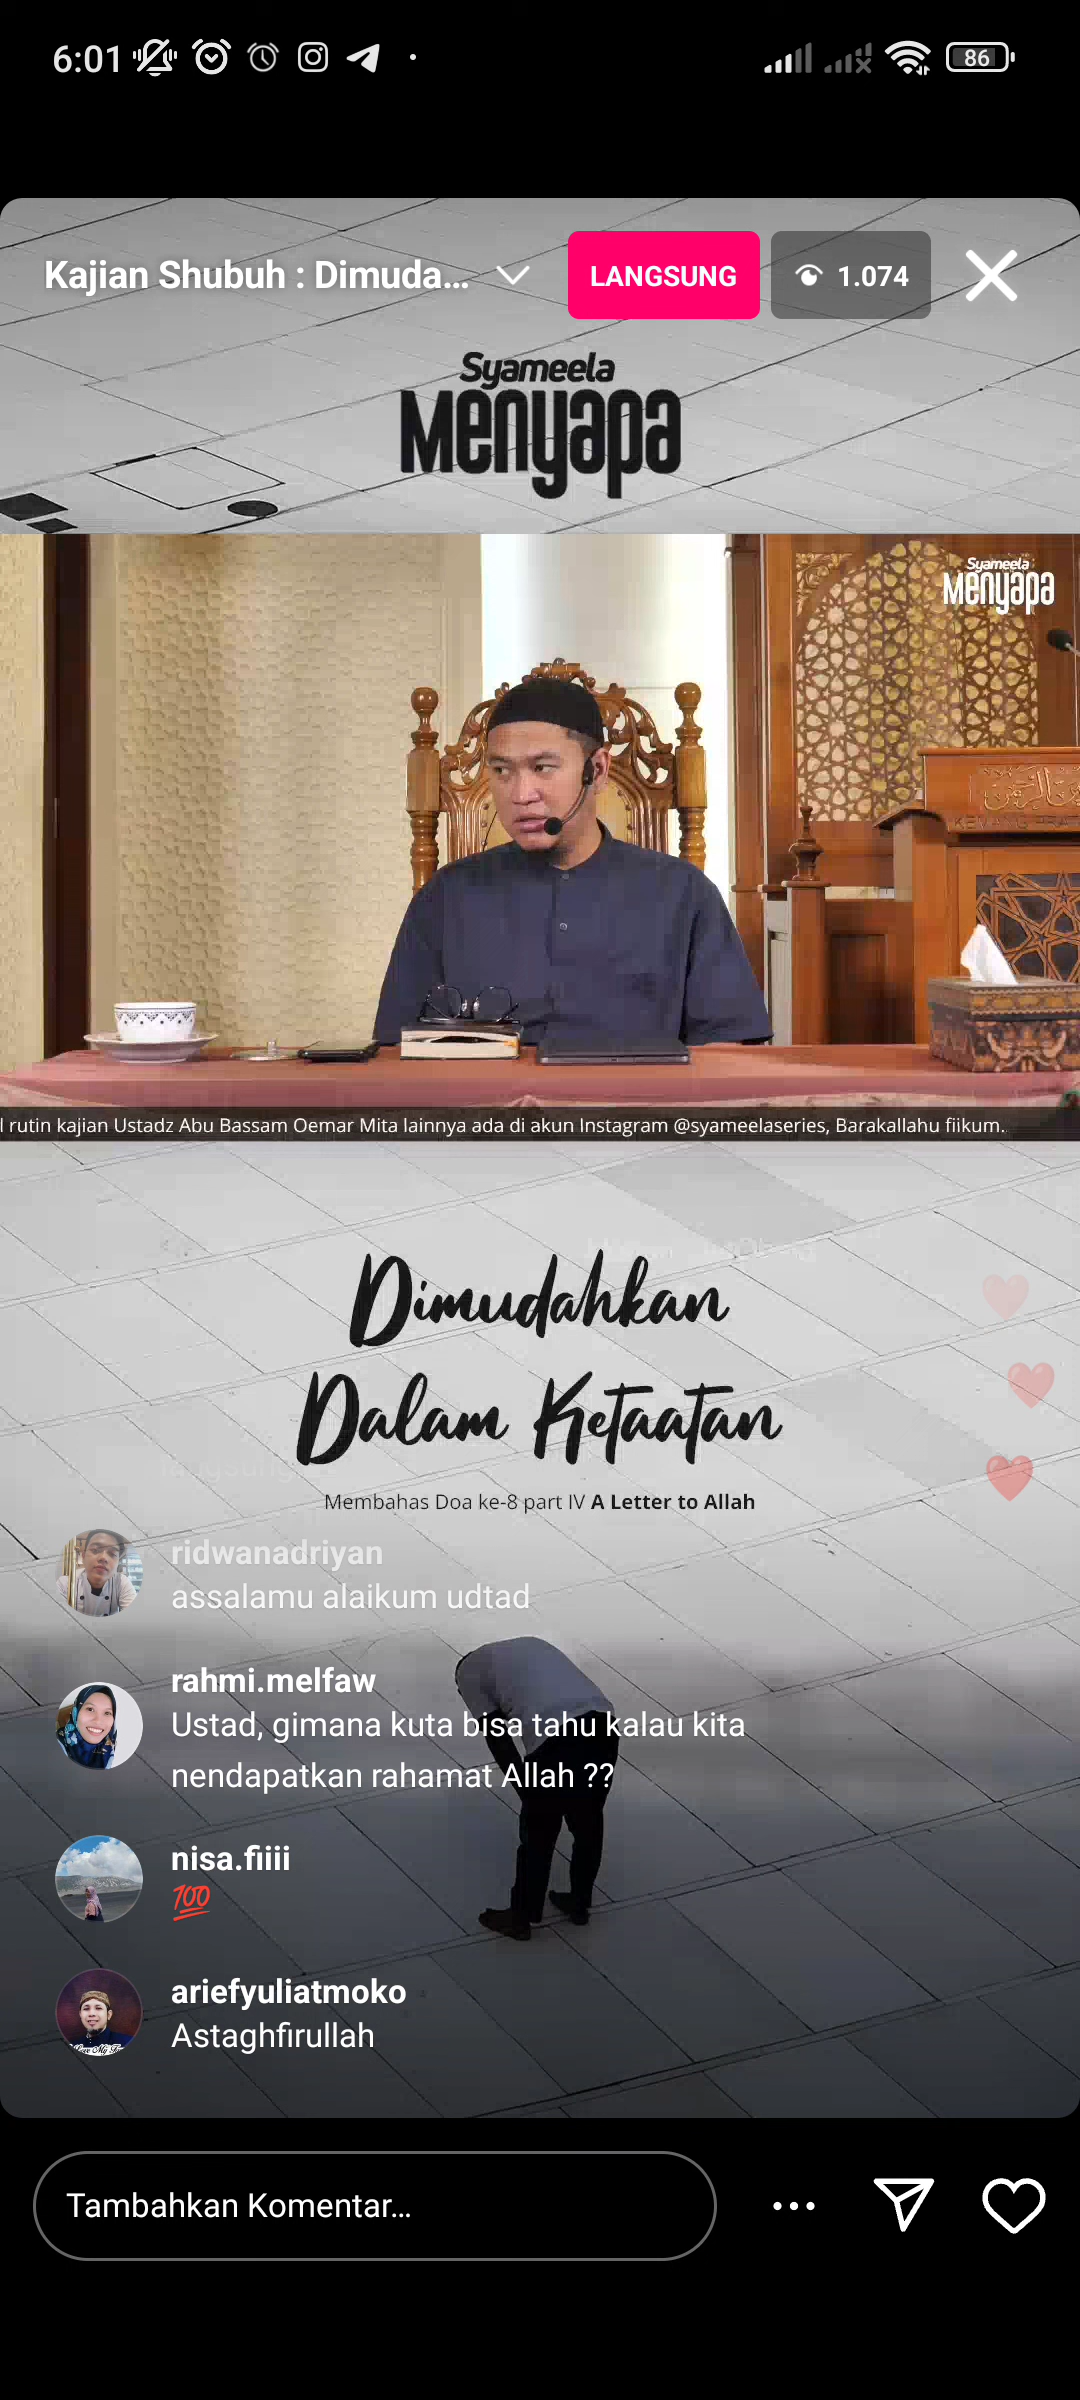 6:01
86
Kajian Shubuh : Dimuda...
LANGSUNG
1.074
Syameela
Menyapa
Syameela
Menyapa
l rutin kajian Ustadz Abu Bassam Oemar Mita lainnya ada di akun Instagram @syameelaseries, Barakallahu fiikum.
Dimudahkan
Dalam Ketaatan
Membahas Doa ke-8 part IV A Letter to Allah
ridwanadriyan
assalamu alaikum udtad
rahmi.melfaw
Ustad, gimana kuta bisa tahu kalau kita
nendapatkan rahamat Allah ??
nisa.fiiii
💯
ariefyuliatmoko
Astaghfirullah
Tambahkan Komentar...